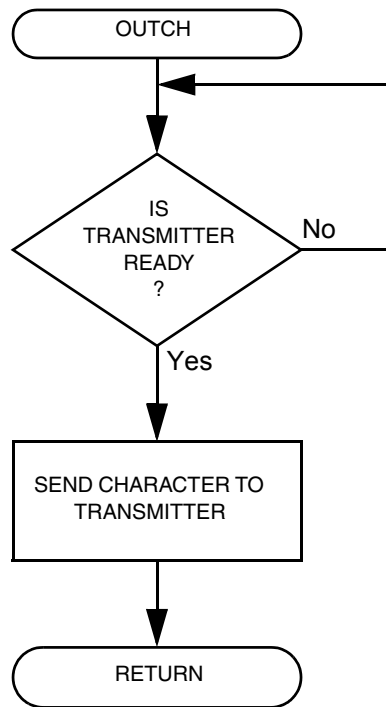 OUTCH
IS
TRANSMITTER
READY
?
No
Yes
SEND CHARACTER TO
TRANSMITTER
RETURN